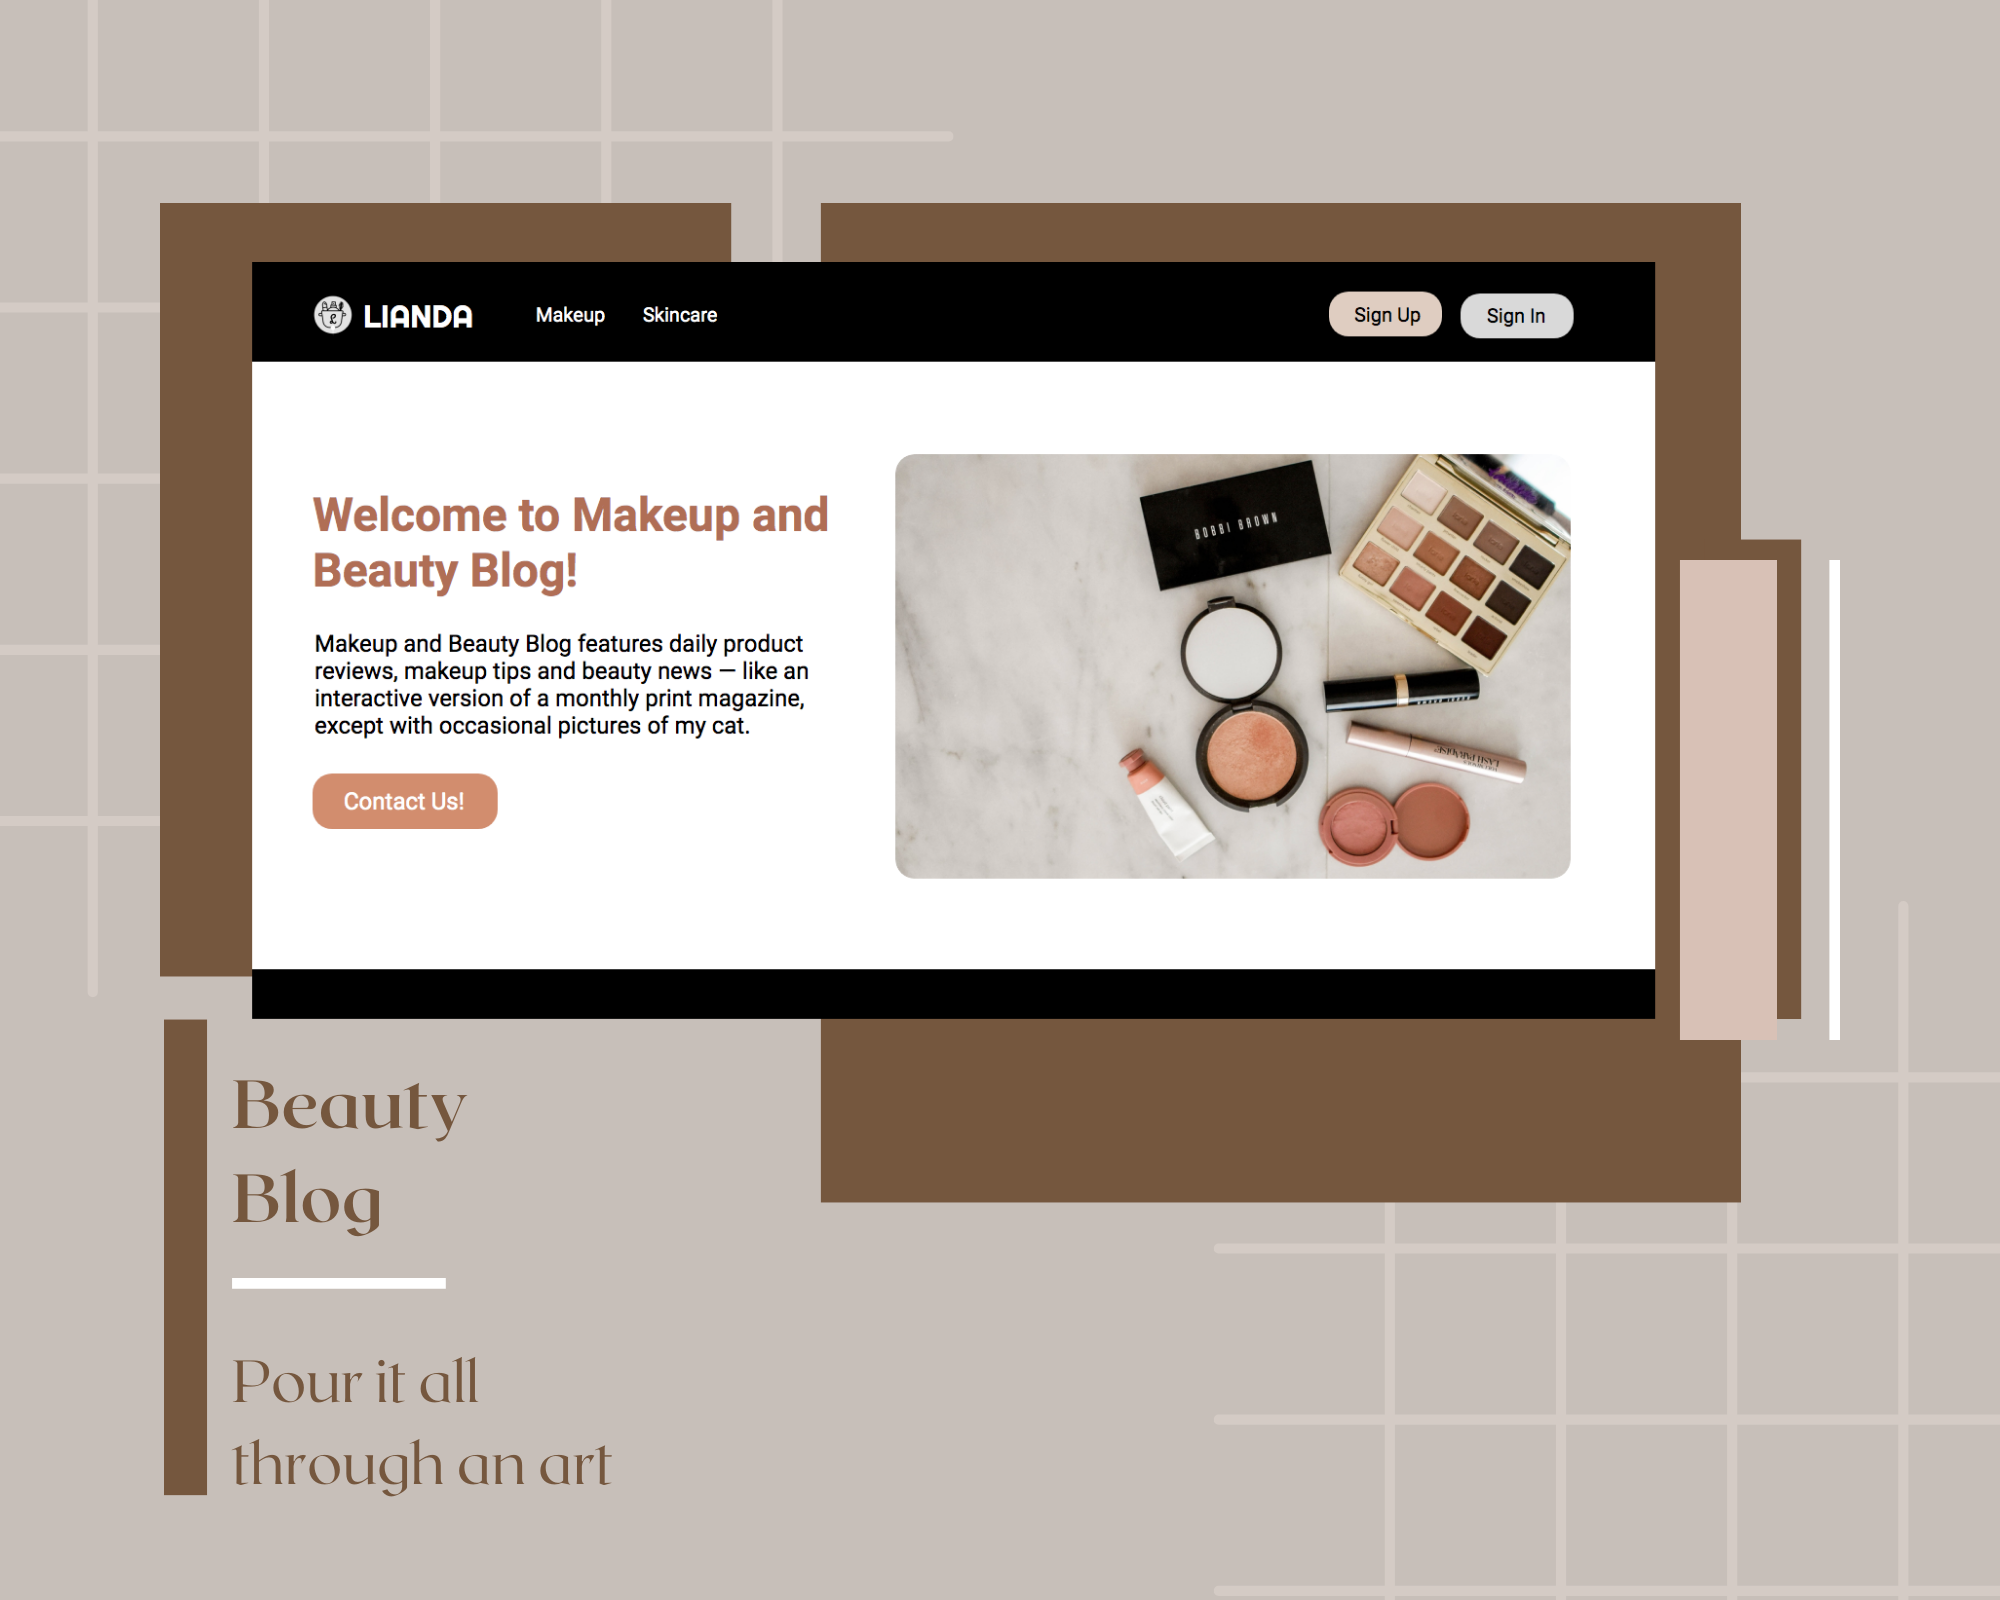 LIANDA
Makeup
Skincare
Sign Up
Sign In
Welcome to Makeup and
Beauty Blog!
Makeup and Beauty Blog features daily product
reviews, makeup tips and beauty news — like an
interactive version of a monthly print magazine,
except with occasional pictures of my cat.
Contact Us!
BOBBI BROWN
LASH PARADISE
Beauty
Blog
Pour it all
through an art